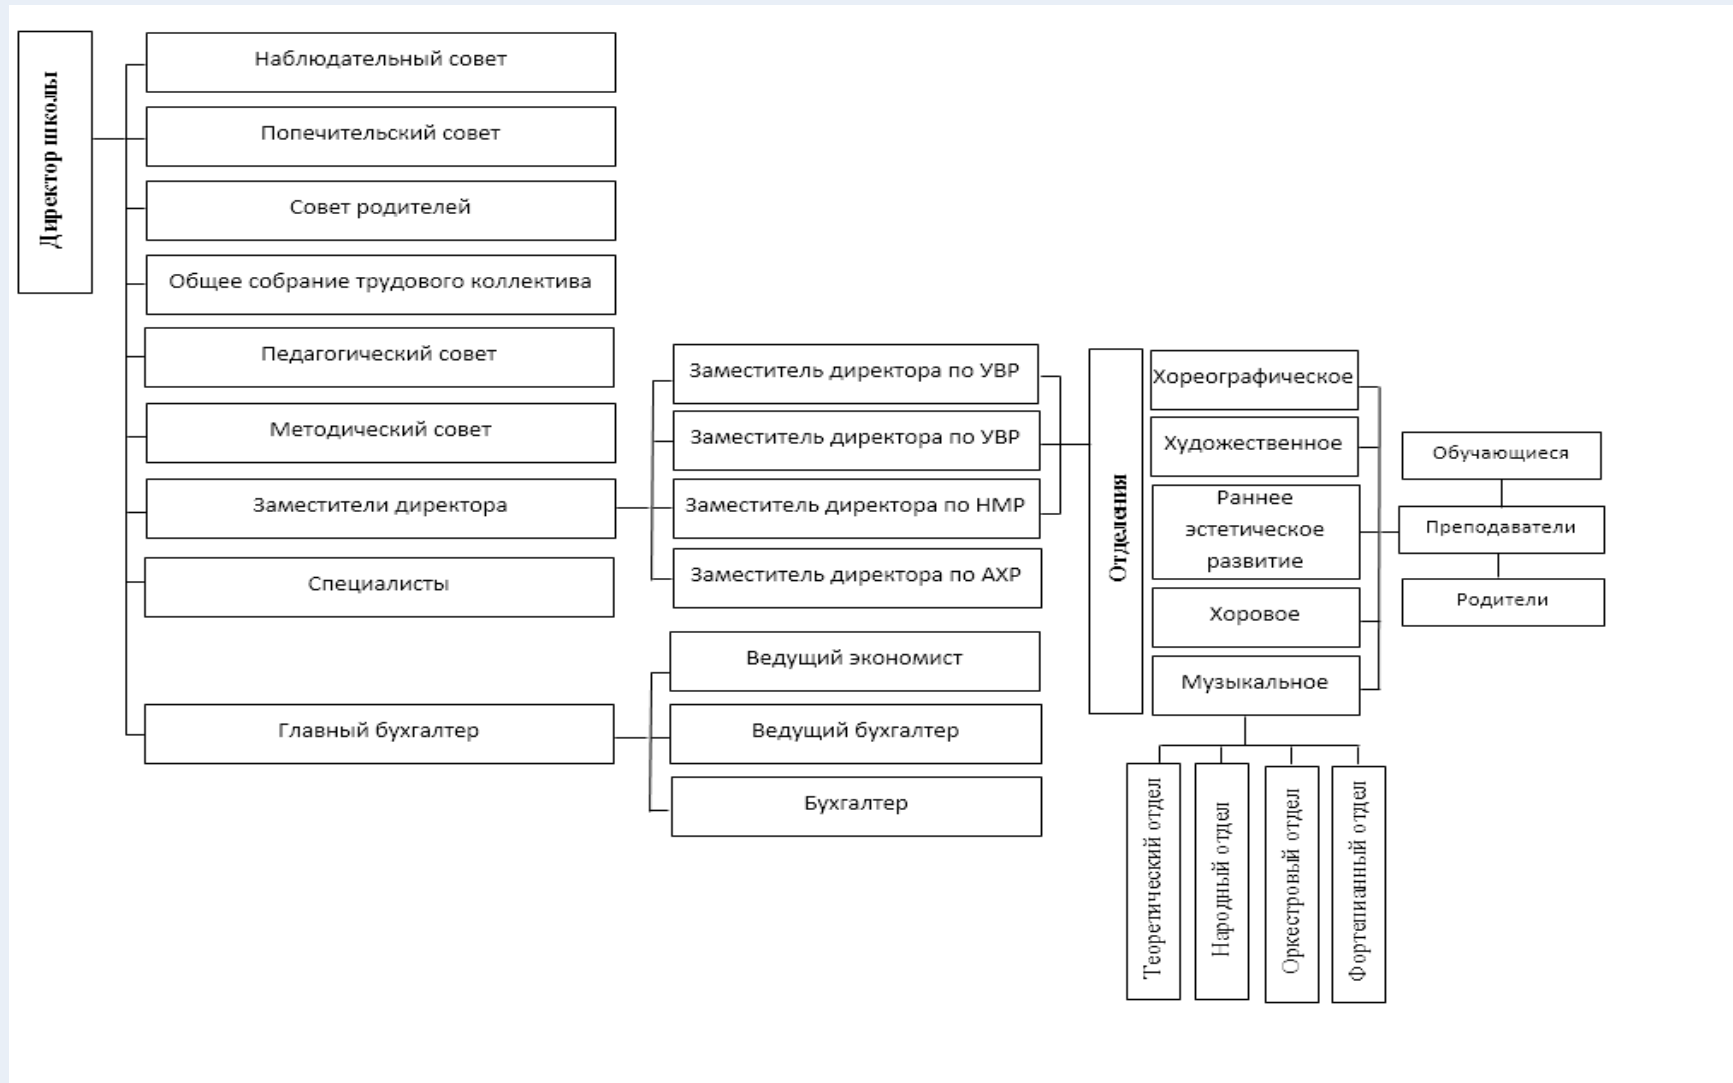 Директор школы
Наблюдательный совет
Попечительский совет
Совет родителей
Общее собрание трудового коллектива
Педагогический совет
Методический совет
Заместители директора
Специалисты
Главный бухгалтер
Заместитель директора по УВР
Заместитель директора по УВР
Заместитель директора по НМР
Заместитель директора по АХР
Ведущий экономист
Ведущий бухгалтер
Бухгалтер
Отделения
Хореографическое
Художественное
Раннее
эстетическое
развитие
Хоровое
Музыкальное
Теоретический отдел
Народный отдел
Оркестровый отдел
Фортепианный отдел
Обучающиеся
Преподаватели
Родители